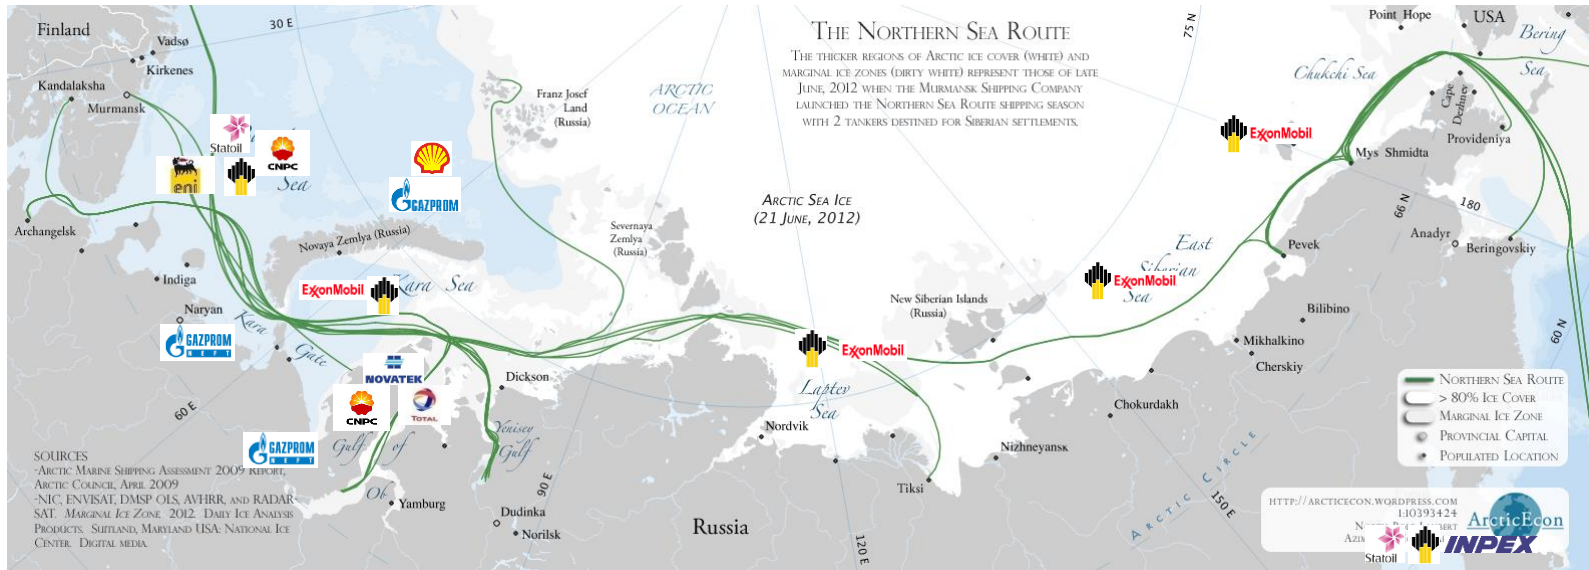 THE NORTHERN SEA ROUTE
THE THICKER REGIONS OF ARCTIC ICE COVER (WHITE) AND
MARGINAL ICE ZONES (DIRTY WHITE) REPRESENT THOSE OF LATE
JUNE, 2012 WHEN THE MURMANSK SHIPPING COMPANY
LAUNCHED THE NORTHERN SEA ROUTE SHIPPING SEASON
WITH 2 TANKERS DESTINED FOR SIBERIAN SETTLEMENTS.
Finland
30 E
75 N
Point Hope
USA
Bering
Sea
Vadsø
Kirkenes
Kandalaksha
Murmansk
Franz Josef
Land
(Russia)
ARCTIC
OCEAN
Chukchi Sea
Cape
Dezhnev
Provideniya
Statoil
CNPC
eni
Sea
GAZPROM
ExxonMobil
Mys Shmidta
ARCTIC SEA ICE
(21 JUNE, 2012)
66 N
180
Archangelsk
Novaya Zemlya (Russia)
Severnaya
Zemlya
(Russia)
East
Siberian
Sea
Anadyr
Beringovskiy
Pevek
Indiga
ExxonMobil
Kara Sea
ExxonMobil
New Siberian Islands
(Russia)
Naryan
Kara
Gate
GAZPROM
NEFT
Bilibino
Mikhalkino
Cherskiy
60 N
ExxonMobil
NOVATEK
CNPC
TOTAL
Dickson
Laptev
Sea
Chokurdakh
60 E
GAZPROM
NEFT
Gulf of
Ob
Yenisey
Gulf
Nordvik
Nizhneyansk
Tiksi
Yamburg
90 E
Dudinka
Norilsk
Russia
120 E
150 E
ARCTIC CIRCLE
NORTHERN SEA ROUTE
> 80% ICE COVER
MARGINAL ICE ZONE
PROVINCIAL CAPITAL
POPULATED LOCATION
SOURCES
-ARCTIC MARINE SHIPPING ASSESSMENT 2009 REPORT,
ARCTIC COUNCIL, APRIL 2009
-NIC, ENVISAT, DMSP OLS, AVHRR, AND RADAR-
SAT. MARGINAL ICE ZONE. 2012. DAILY ICE ANALYSIS
PRODUCTS. SUITLAND, MARYLAND USA: NATIONAL ICE
CENTER. DIGITAL MEDIA.
HTTP://ARCTICECON.WORDPRESS.COM
1:10393424
ArcticEcon
Statoil
INPEX